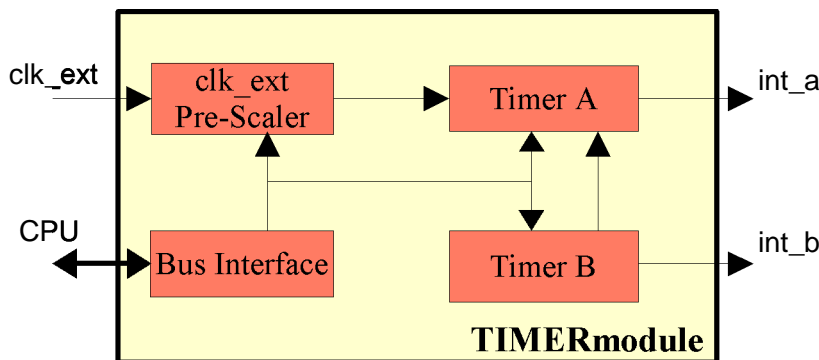 clk_ext
clk_ext
Pre-Scaler
Timer A
int_a
CPU
Bus Interface
Timer B
int_b
TIMERmodule